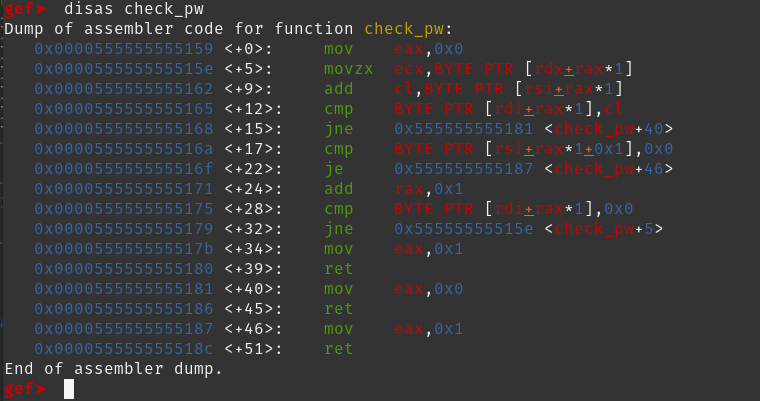 gef➤  disas check_pw
Dump of assembler code for function check_pw:
   0x0000555555555159 <+0>:     mov    eax,0x0
   0x000055555555515e <+5>:     movzx  ecx,BYTE PTR [rdx+rax*1]
   0x0000555555555162 <+9>:     add    cl,BYTE PTR [rsi+rax*1]
   0x0000555555555165 <+12>:    cmp    BYTE PTR [rdi+rax*1],cl
   0x0000555555555168 <+15>:    jne    0x555555555181 <check_pw+40>
   0x000055555555516a <+17>:    cmp    BYTE PTR [rsi+rax*1+0x1],0x0
   0x000055555555516f <+22>:    je     0x555555555187 <check_pw+46>
   0x0000555555555171 <+24>:    add    rax,0x1
   0x0000555555555175 <+28>:    cmp    BYTE PTR [rdi+rax*1],0x0
   0x0000555555555179 <+32>:    jne    0x55555555515e <check_pw+5>
   0x000055555555517b <+34>:    mov    eax,0x1
   0x0000555555555180 <+39>:    ret
   0x0000555555555181 <+40>:    mov    eax,0x0
   0x0000555555555186 <+45>:    ret
   0x0000555555555187 <+46>:    mov    eax,0x1
   0x000055555555518c <+51>:    ret
End of assembler dump.
gef➤